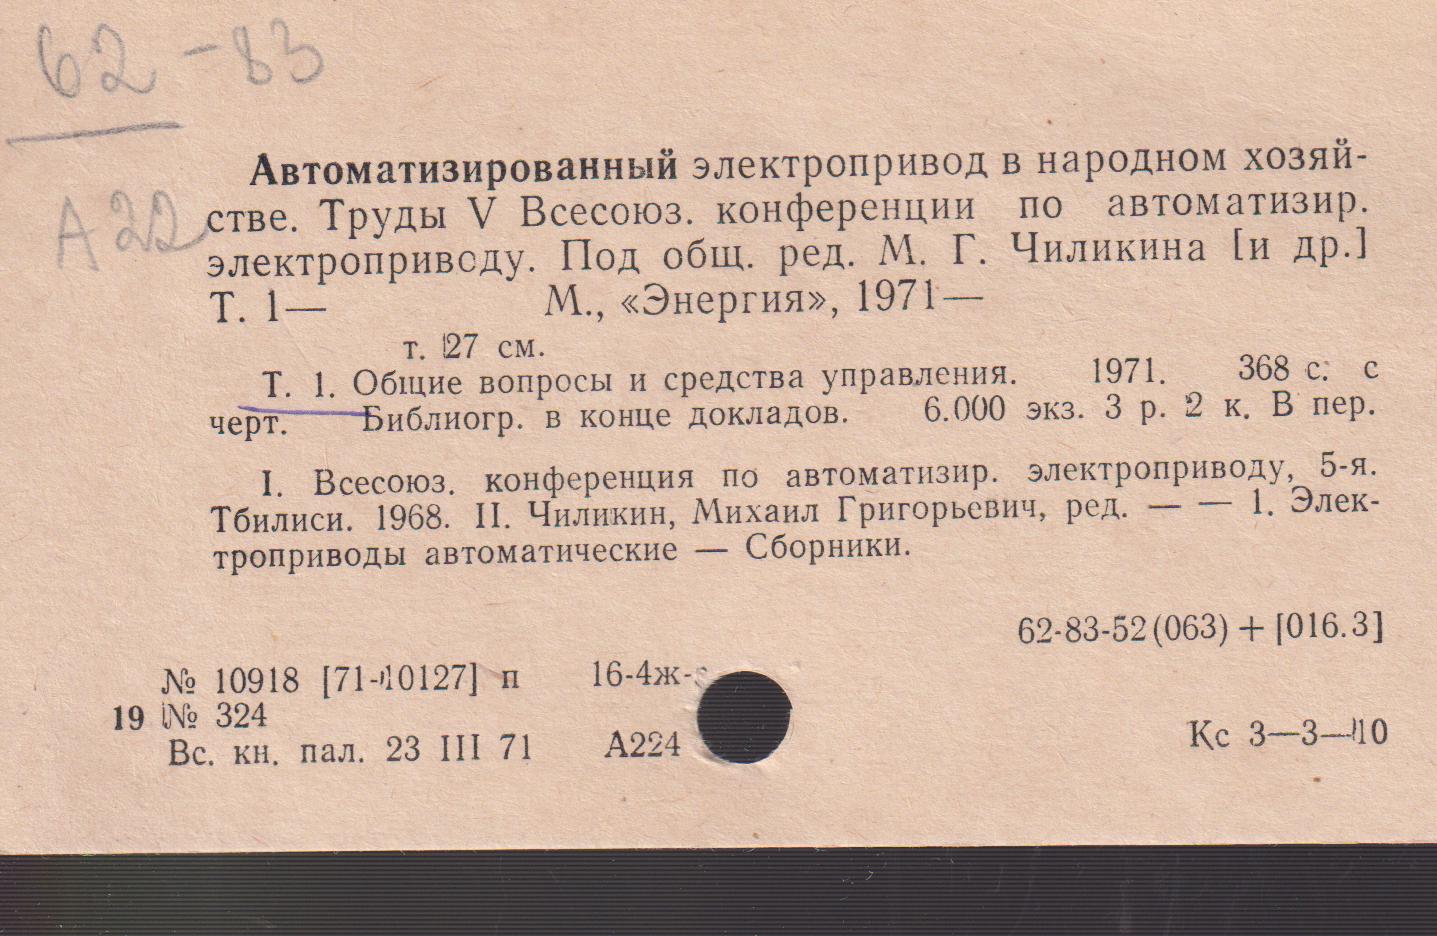 62-83
А22
Автоматизированный электропривод в народном хозяй-
стве. Труды V Всесоюз. конференции по автоматизир.
электроприводу. Под общ. ред. М. Г. Чиликина [и др.]
Т. 1— М., «Энергия», 1971—
т. 27 см.
Т. 1. Общие вопросы и средства управления. 1971. 368 с. с
черт. Библиогр. в конце докладов. 6.000 экз. 3 р. 2 к. В пер.
I. Всесоюз. конференция по автоматизир. электроприводу, 5-я.
Тбилиси. 1968. II. Чиликин, Михаил Григорьевич, ред. — — 1. Элек-
троприводы автоматические — Сборники.
62-83-52(063) + [016.3]
№ 10918 [71-10127] п 16-4ж-
19 № 324
Вс. кн. пал. 23 III 71 А224 Кс 3—3—10